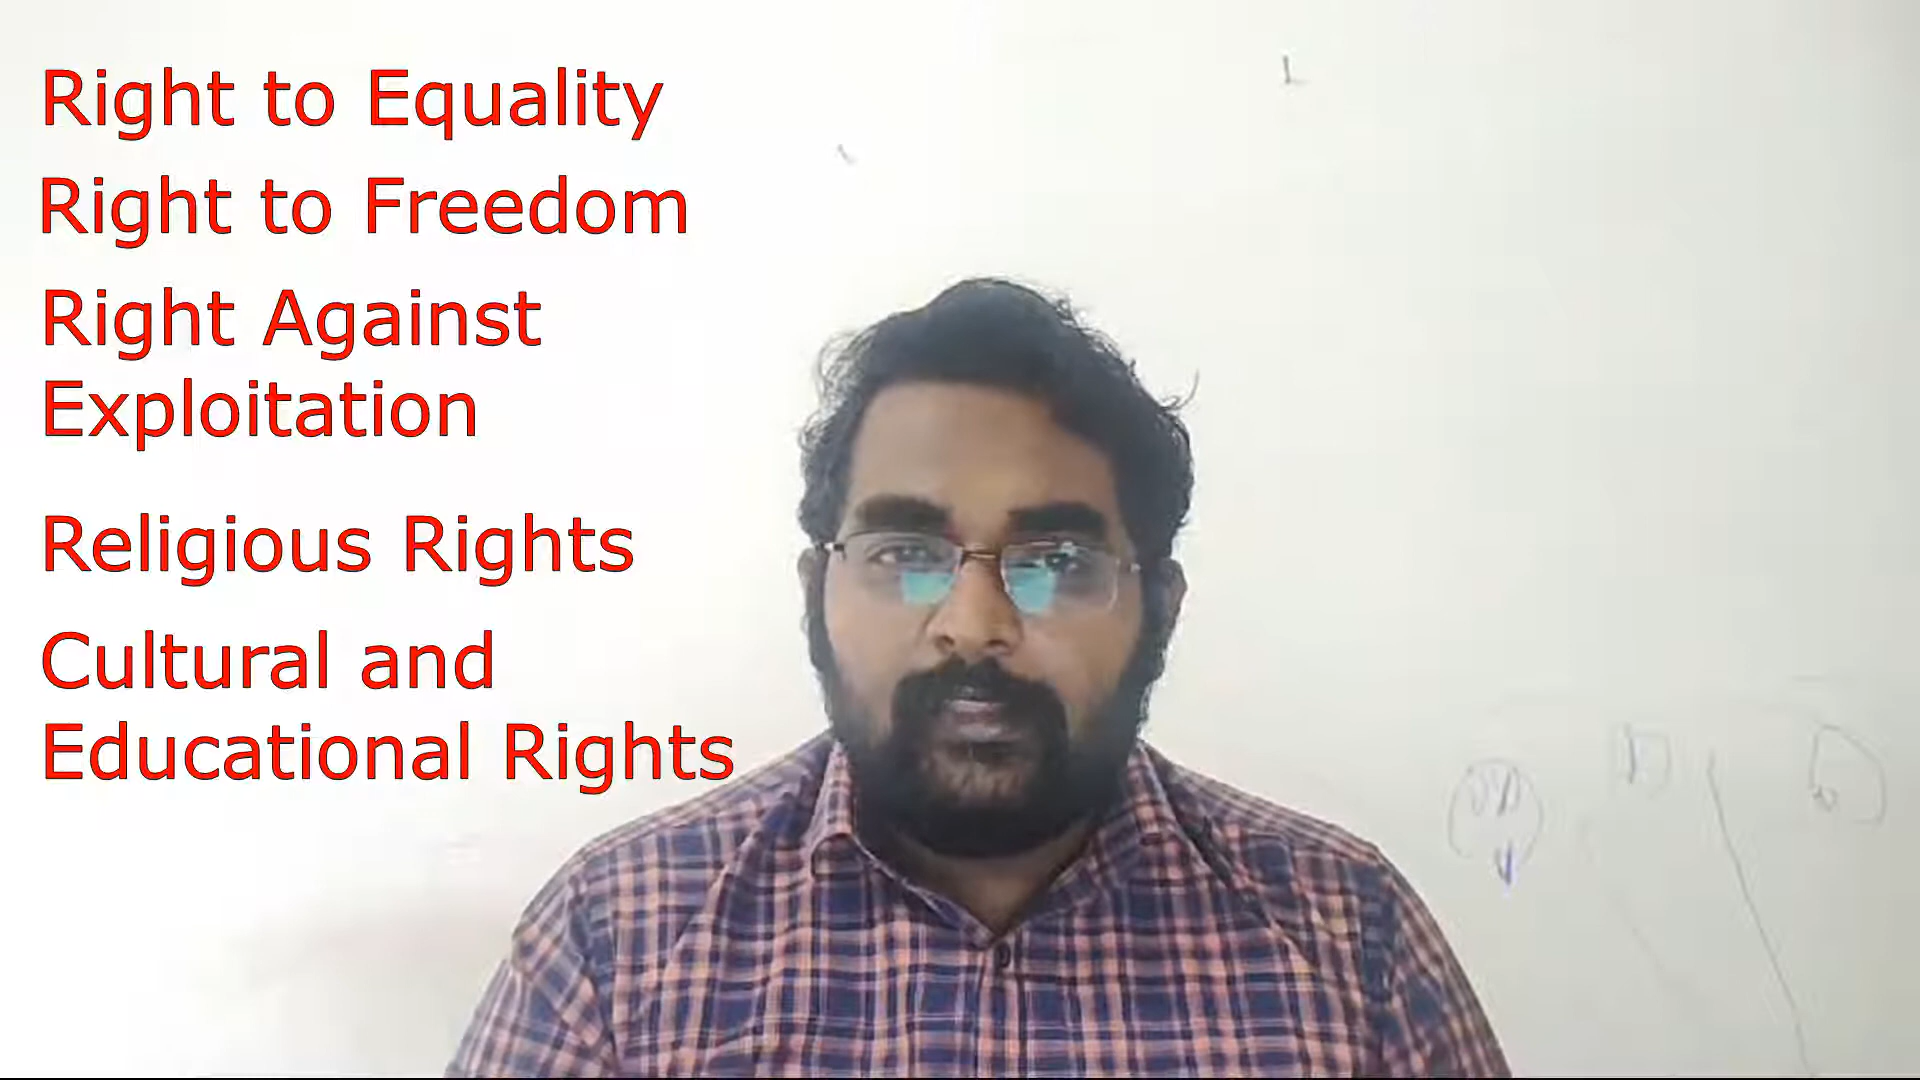 Right to Equality
Right to Freedom
Right Against
Exploitation
Religious Rights
Cultural and
Educational Rights